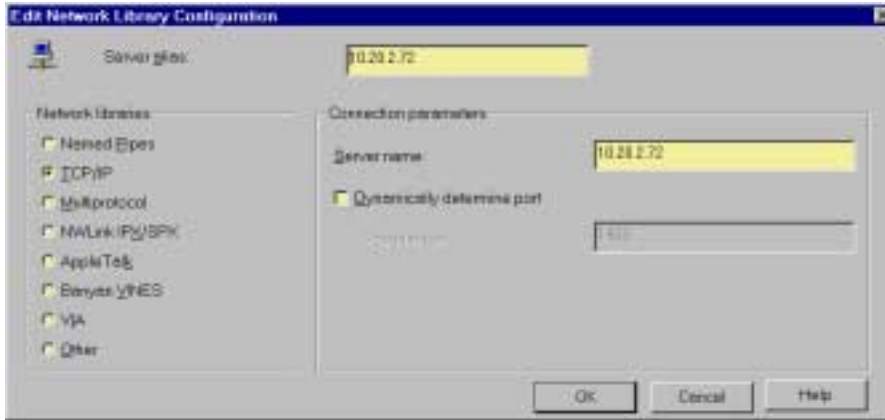 Edit Network Library Configuration
Server alias:
10.20.2.72
Network libraries
Named Pipes
TCP/IP
Multiprotocol
NWLink IPX/SPX
AppleTalk
Banyan VINES
VIA
Other
Connection parameters
Server name
10.20.2.72
Dynamically determine port
OK
Cancel
Help